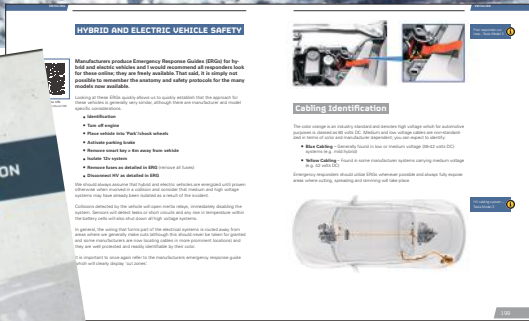 HYBRID AND ELECTRIC VEHICLE SAFETY
Manufacturers produce Emergency Response Guides (ERGs) for hy-
brid and electric vehicles and I would recommend all responders look
for these online; they are freely available. That said, it is simply not
possible to remember the anatomy and safety protocols for the many
models now available.
Looking at these ERGs quickly allows us to quickly establish that the approach for
these vehicles is generally very similar, although there are manufacturer and model
specific considerations.
• Identification
• Turn off engine
• Place vehicle into 'Park'/chock wheels
• Activate parking brake
• Remove smart key > 6m away from vehicle
• Isolate 12v system
• Remove fuses as detailed in ERG (remove all fuses)
• Disconnect HV as detailed in ERG
We should always assume that hybrid and electric vehicles are energized until proven
otherwise when involved in a collision and consider that medium and high voltage
systems may have already been isolated as a result of the incident.
Collisions detected by the vehicle will open inertia relays, immediately disabling the
system. Sensors will detect leaks or short circuits and any rise in temperature within
the battery cells will also shut down all high voltage systems.
In general, the wiring that forms part of the electrical systems is routed away from
areas where we generally make cuts (although this should never be taken for granted
and some manufacturers are now locating cables in more prominent locations) and
they are well protected and readily identifiable by their color.
It is important to once again refer to the manufacturers emergency response guide
which will clearly display 'cut zones'.
ON
Cabling Identification
The color orange is an industry standard and denotes high voltage which for automotive
purposes is classed as 60 volts DC. Medium and low voltage cables are non-standard-
ized in terms of color and manufacturer dependent; you can expect to identify:
• Blue Cabling – Generally found in low or medium voltage (36-42 volts DC)
systems (e.g. mild hybrid)
• Yellow Cabling – Found in some manufacturer systems carrying medium voltage
(e.g. 42 volts DC)
Emergency responders should utilize ERGs wherever possible and always fully expose
areas where cutting, spreading and ramming will take place.